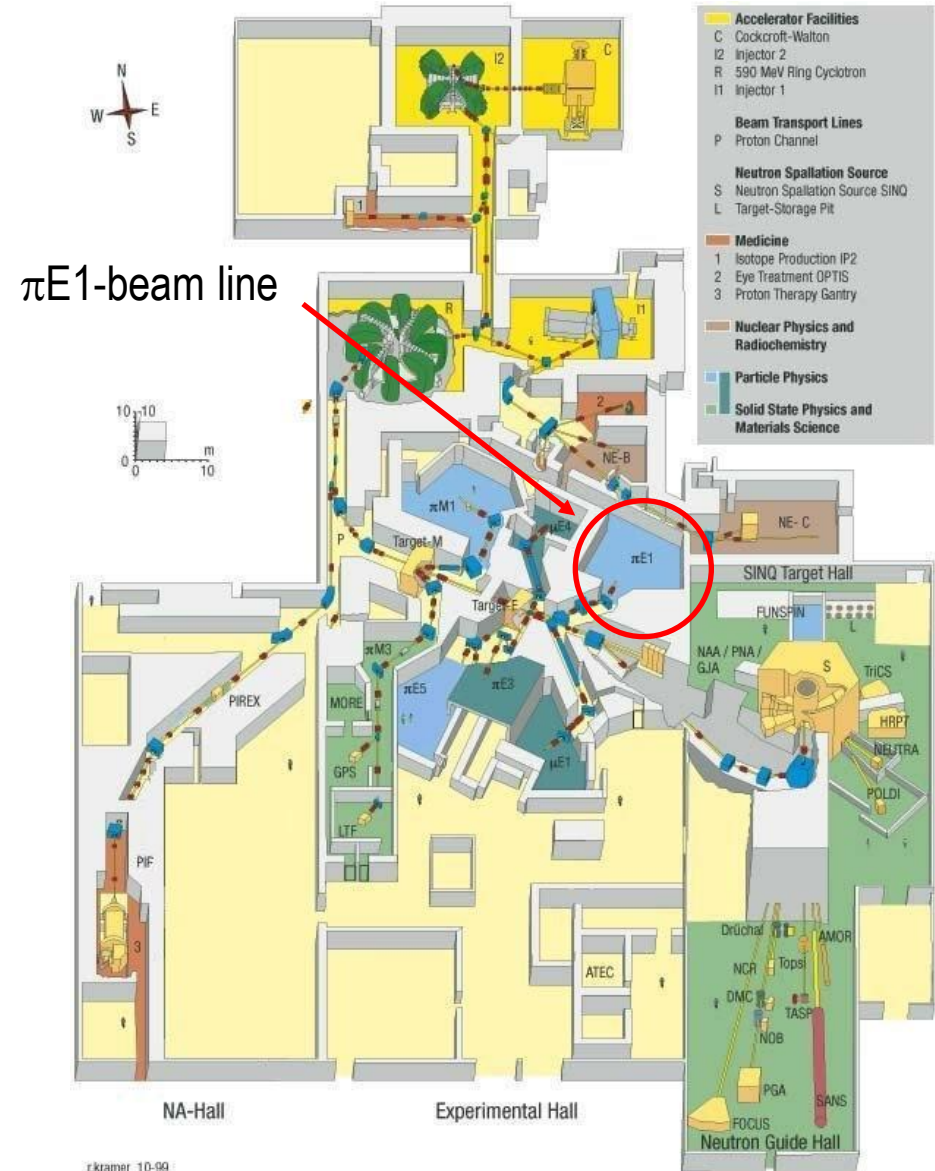 Accelerator Facilities
C Cockcroft-Walton
I2 Injector 2
R 590 MeV Ring Cyclotron
I1 Injector 1
Beam Transport Lines
P Proton Channel
Neutron Spallation Source
S Neutron Spallation Source SINQ
L Target-Storage Pit
Medicine
1 Isotope Production IP2
2 Eye Treatment OPTIS
3 Proton Therapy Gantry
Nuclear Physics and
Radiochemistry
Particle Physics
Solid State Physics and
Materials Science
N
W E
S
I2
C
1
πE1-beam line
R
I1
10 10
0 m
0 10
2
NE-B
πM1
μE4
NE- C
P
Target-M
πE1
SINQ Target Hall
Target-E
FUNSPIN
L
πM3
NAA / PNA /
GJA
S
TriCS
PIREX
MORE
πE5
πE3
HRPT
NEUTRA
GPS
μE1
POLDI
LTF
PIF
3
Drüchal
AMOR
NCR
Topsi
ATEC
DMC
TASP
NOB
PGA
SANS
FOCUS
NA-Hall
Experimental Hall
Neutron Guide Hall
r.kramer 10-99